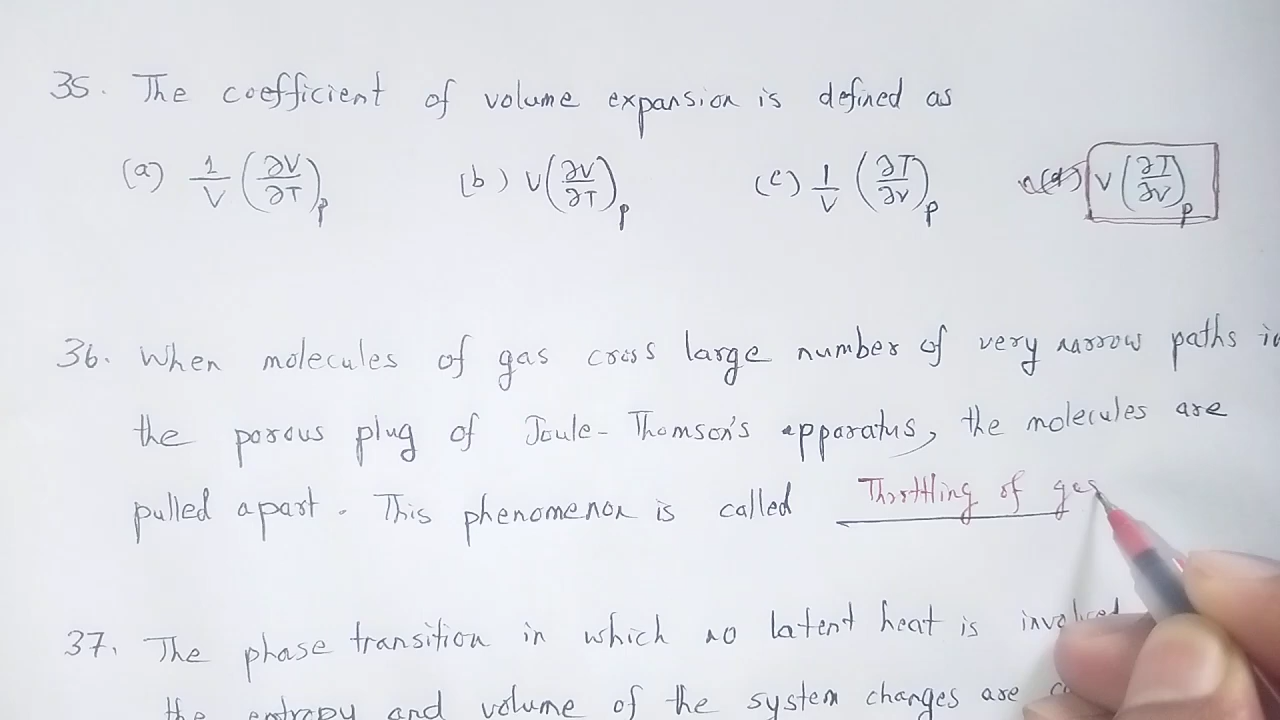 35. The coefficient of volume expansion is defined as
(a) 1/V (∂V/∂T)p (b) V(∂V/∂T)p (c) 1/V (∂T/∂V)p (d) V(∂T/∂V)p
36. When molecules of gas cross large number of very narrow paths in
the porous plug of Joule-Thomson's apparatus, the molecules are
pulled apart. This phenomenon is called Throttling of gas
37. The phase transition in which no latent heat is involved
the entropy and volume of the system changes are